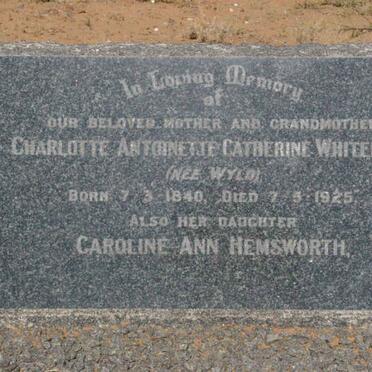 In Loving Memory
of
OUR BELOVED MOTHER AND GRANDMOTHER
CHARLOTTE ANTOINETTE CATHERINE
(NEE WYLD)
BORN 7·3·1840, DIED 7·5·1925
ALSO HER DAUGHTER
CAROLINE ANN HEMSWORTH,